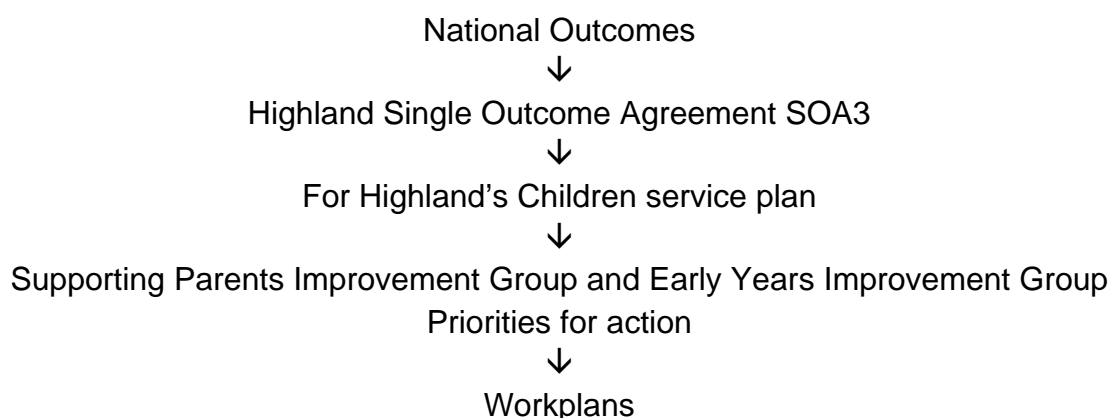 National Outcomes
↓
Highland Single Outcome Agreement SOA3
↓
For Highland's Children service plan
↓
Supporting Parents Improvement Group and Early Years Improvement Group
Priorities for action
↓
Workplans